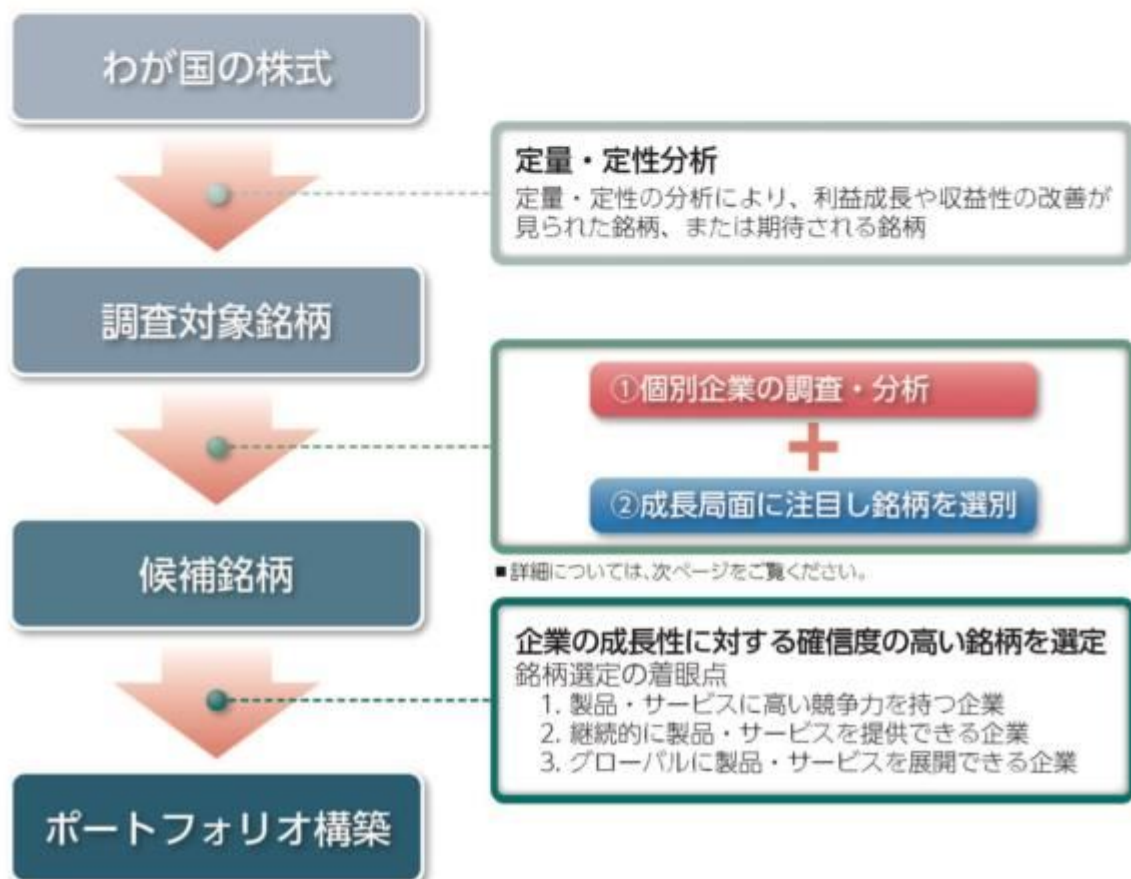 わが国の株式
定量・定性分析
定量・定性の分析により、利益成長や収益性の改善が
見られた銘柄、または期待される銘柄
調査対象銘柄
①個別企業の調査・分析
+
②成長局面に注目し銘柄を選別
候補銘柄
■詳細については、次ページをご覧ください。
企業の成長性に対する確信度の高い銘柄を選定
銘柄選定の着眼点
1. 製品・サービスに高い競争力を持つ企業
2. 継続的に製品・サービスを提供できる企業
3. グローバルに製品・サービスを展開できる企業
ポートフォリオ構築